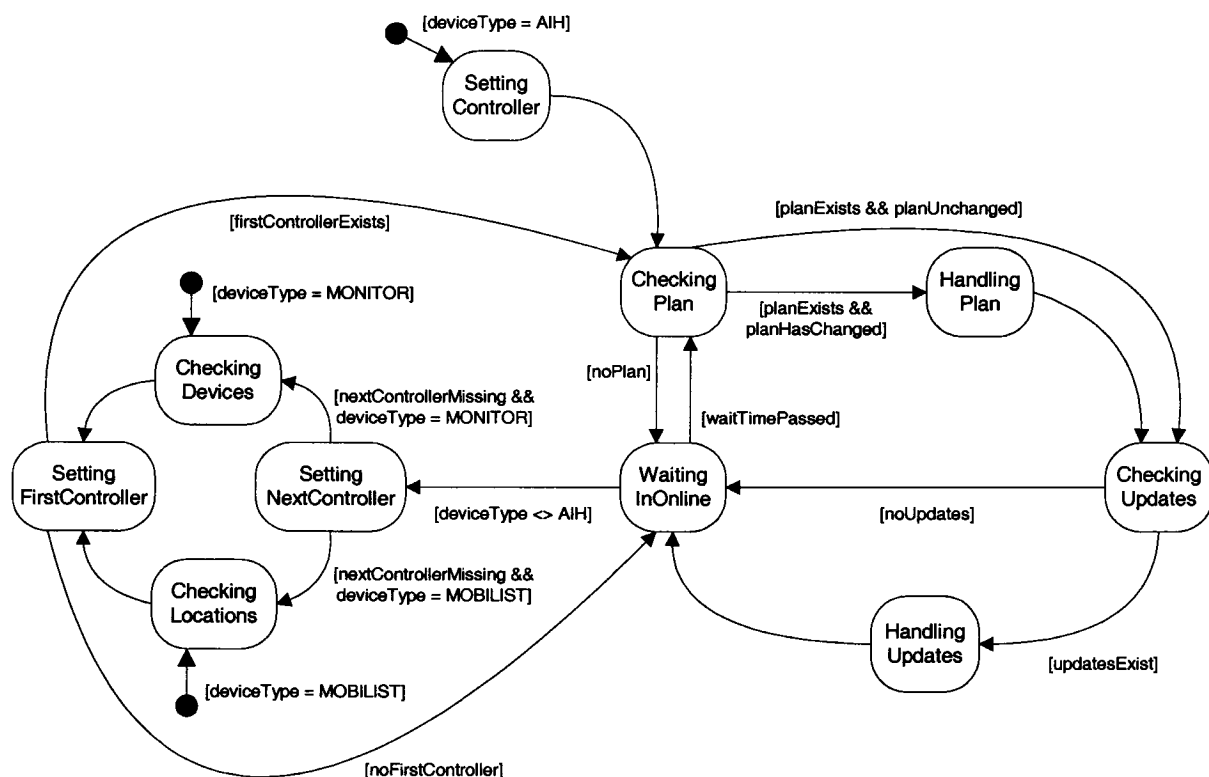 [deviceType = AIH]
Setting
Controller
[firstControllerExists]
[planExists && planUnchanged]
[deviceType = MONITOR]
Checking
Plan
[planExists &&
planHasChanged]
Handling
Plan
Checking
Devices
[noPlan]
[nextControllerMissing &&
deviceType = MONITOR]
[waitTimePassed]
Setting
FirstController
Setting
NextController
[deviceType <> AIH]
Waiting
InOnline
[noUpdates]
Checking
Updates
Checking
Locations
[nextControllerMissing &&
deviceType = MOBILIST]
Handling
Updates
[updatesExist]
[deviceType = MOBILIST]
[noFirstController]